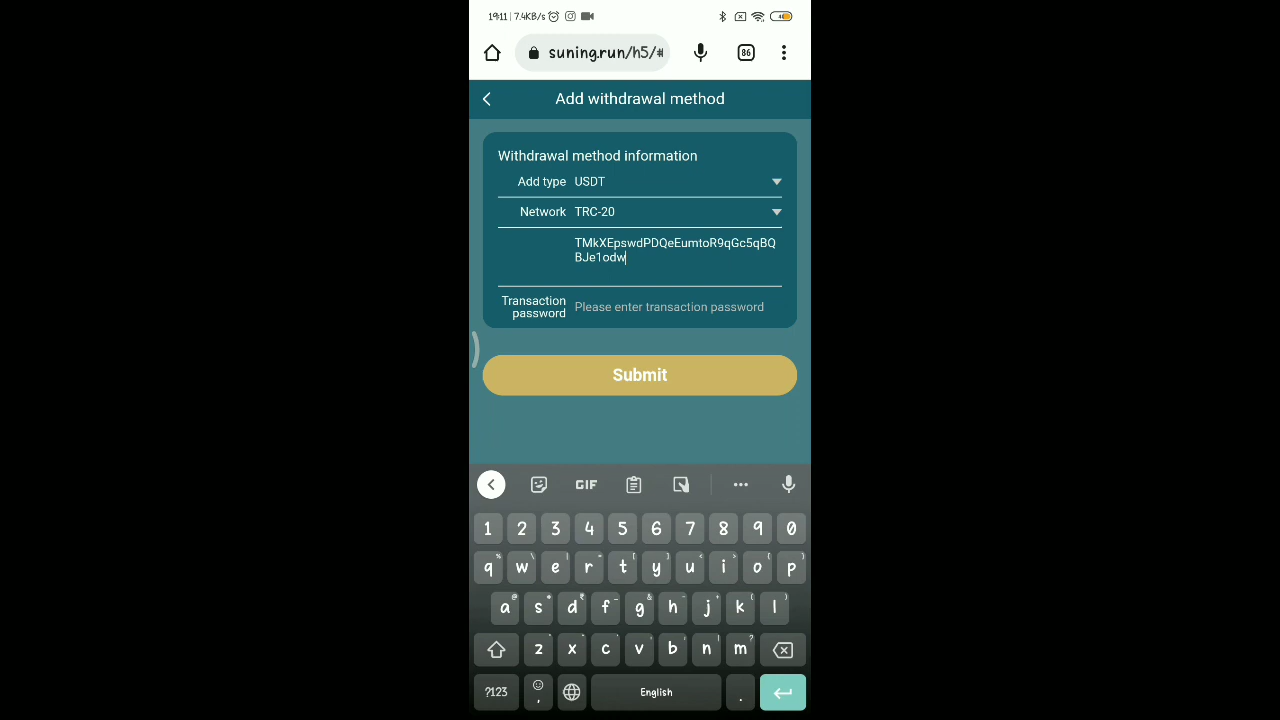 19:11 | 7.4KB/s
suning.run/h5/#
86
Add withdrawal method
Withdrawal method information
Add type USDT
Network TRC-20
TMkXEpswdPDQeEumtoR9qGc5qBQ
BJe1odw
Transaction
password
Please enter transaction password
Submit
GIF
1 2 3 4 5 6 7 8 9 0
q w e r t y u i o p
a s d f g h j k l
z x c v b n m
?123 , English .